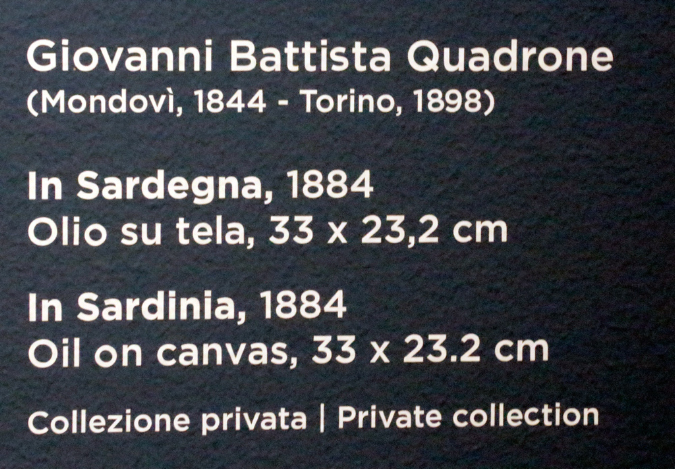 Giovanni Battista Quadrone
(Mondovì, 1844 - Torino, 1898)
In Sardegna, 1884
Olio su tela, 33 x 23,2 cm
In Sardinia, 1884
Oil on canvas, 33 x 23.2 cm
Collezione privata | Private collection